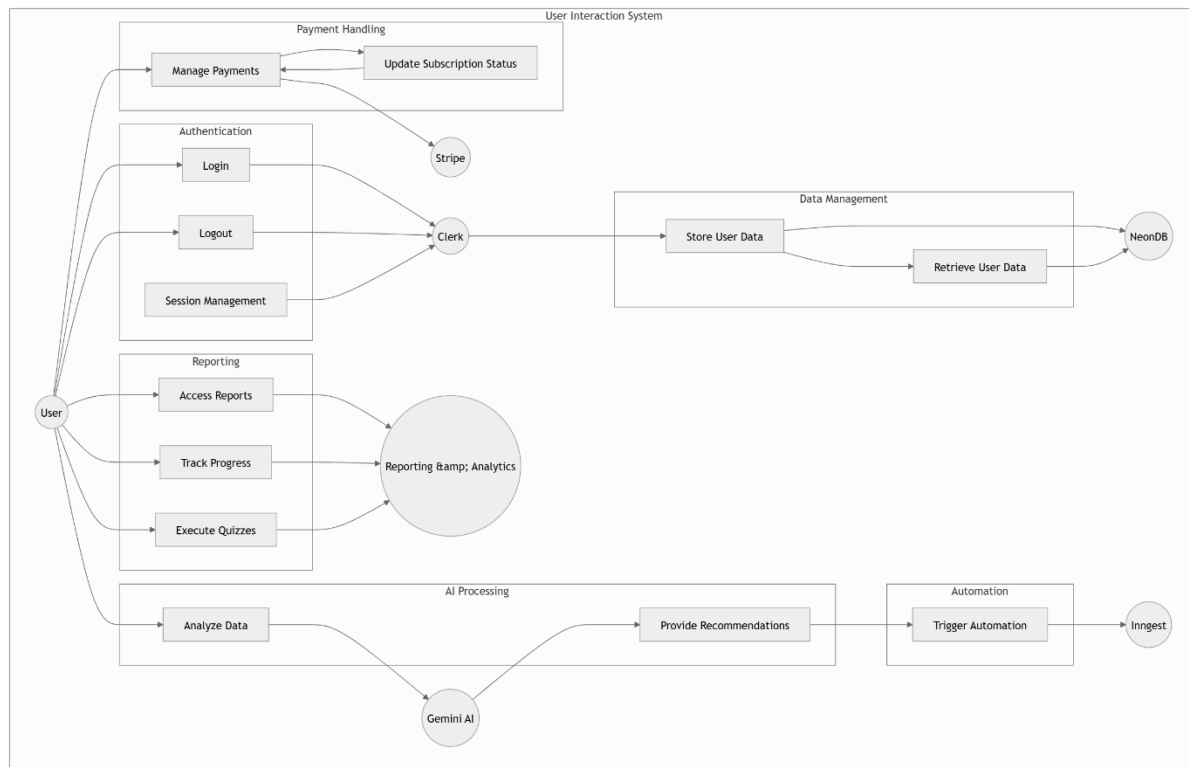 User Interaction System
Payment Handling
Manage Payments
Update Subscription Status
Stripe
Authentication
Login
Logout
Session Management
Clerk
Data Management
Store User Data
Retrieve User Data
NeonDB
User
Reporting
Access Reports
Track Progress
Execute Quizzes
Reporting &amp; Analytics
AI Processing
Analyze Data
Provide Recommendations
Gemini AI
Automation
Trigger Automation
Inngest